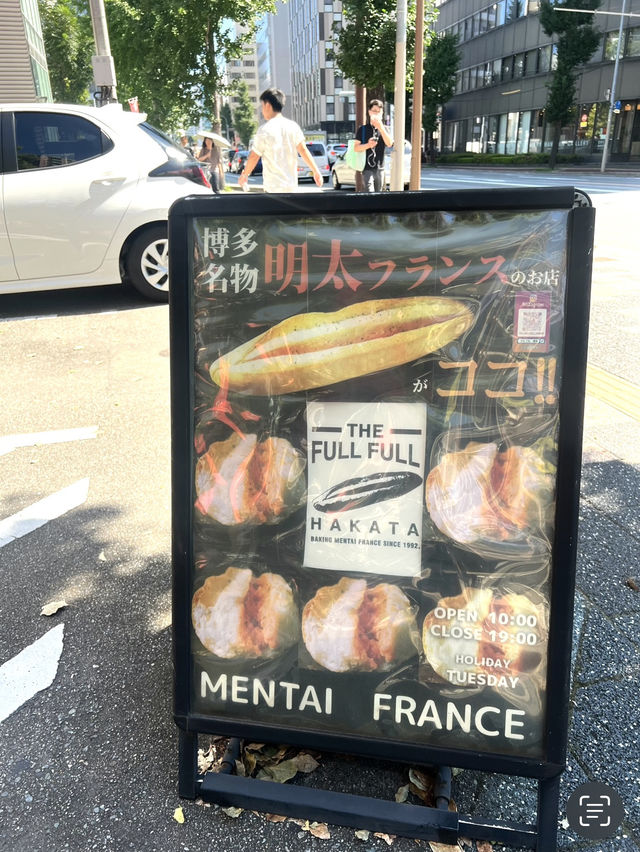 博多
名物
明太フランスのお店
が ココ!!
THE
FULL FULL
HAKATA
BAKING MENTAI FRANCE SINCE 1992.
OPEN 10:00
CLOSE 19:00
HOLIDAY
TUESDAY
MENTAI FRANCE